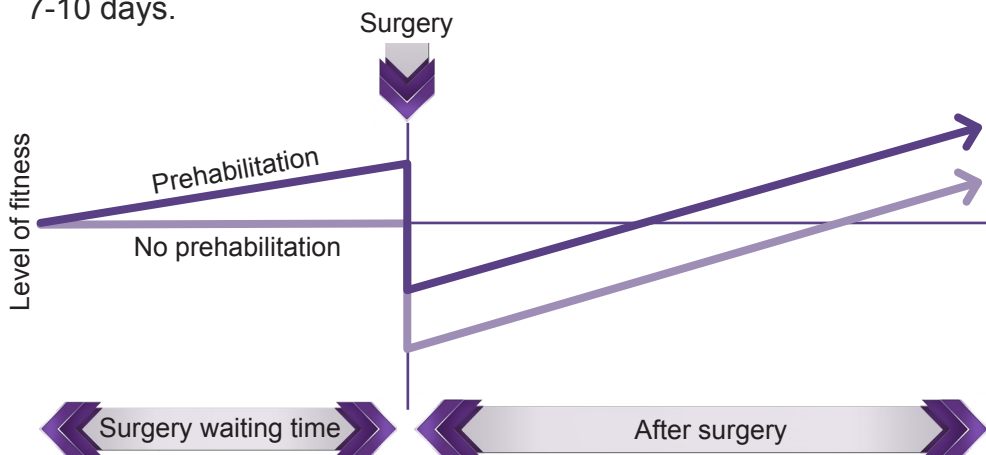 7-10 days.
Surgery
Level of fitness
Prehabilitation
No prehabilitation
Surgery waiting time
After surgery